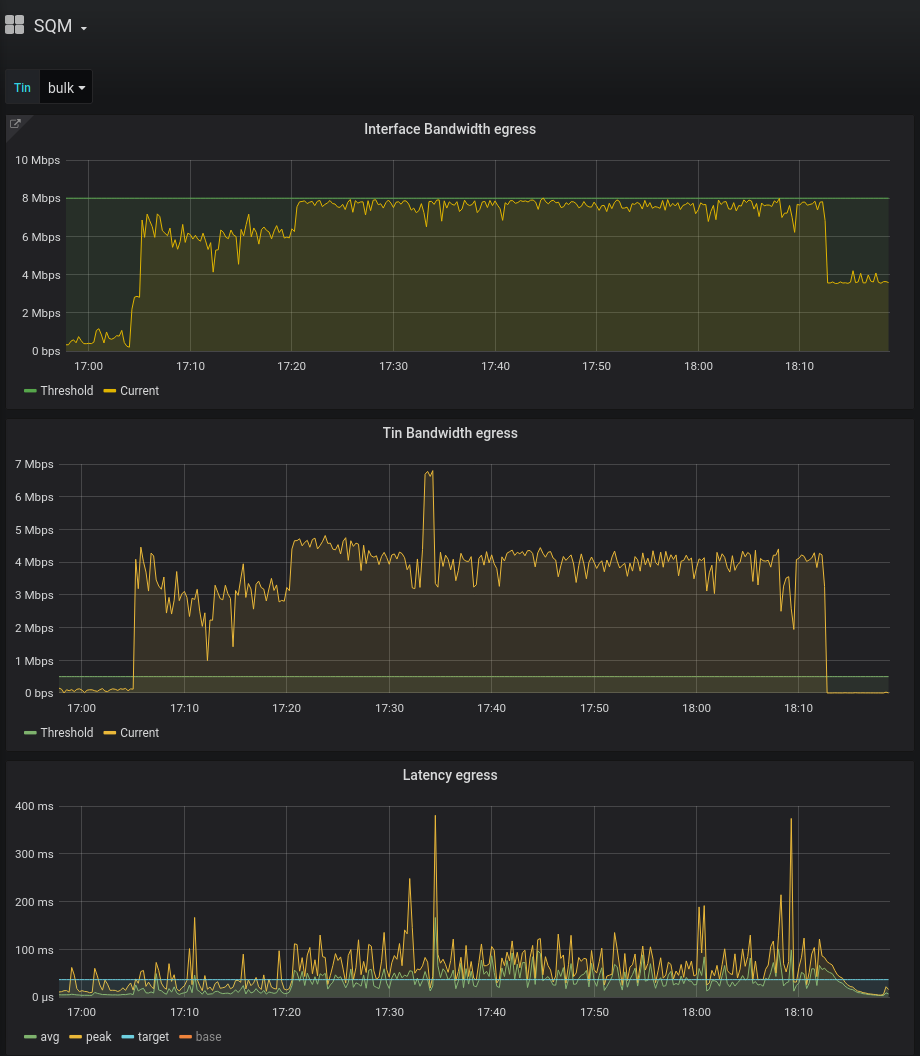 SQM
Tin bulk
Interface Bandwidth egress
10 Mbps
8 Mbps
6 Mbps
4 Mbps
2 Mbps
0 bps
17:00 17:10 17:20 17:30 17:40 17:50 18:00 18:10
Threshold Current
Tin Bandwidth egress
7 Mbps
6 Mbps
5 Mbps
4 Mbps
3 Mbps
2 Mbps
1 Mbps
0 bps
17:00 17:10 17:20 17:30 17:40 17:50 18:00 18:10
Threshold Current
Latency egress
400 ms
300 ms
200 ms
100 ms
0 µs
17:00 17:10 17:20 17:30 17:40 17:50 18:00 18:10
avg peak target base